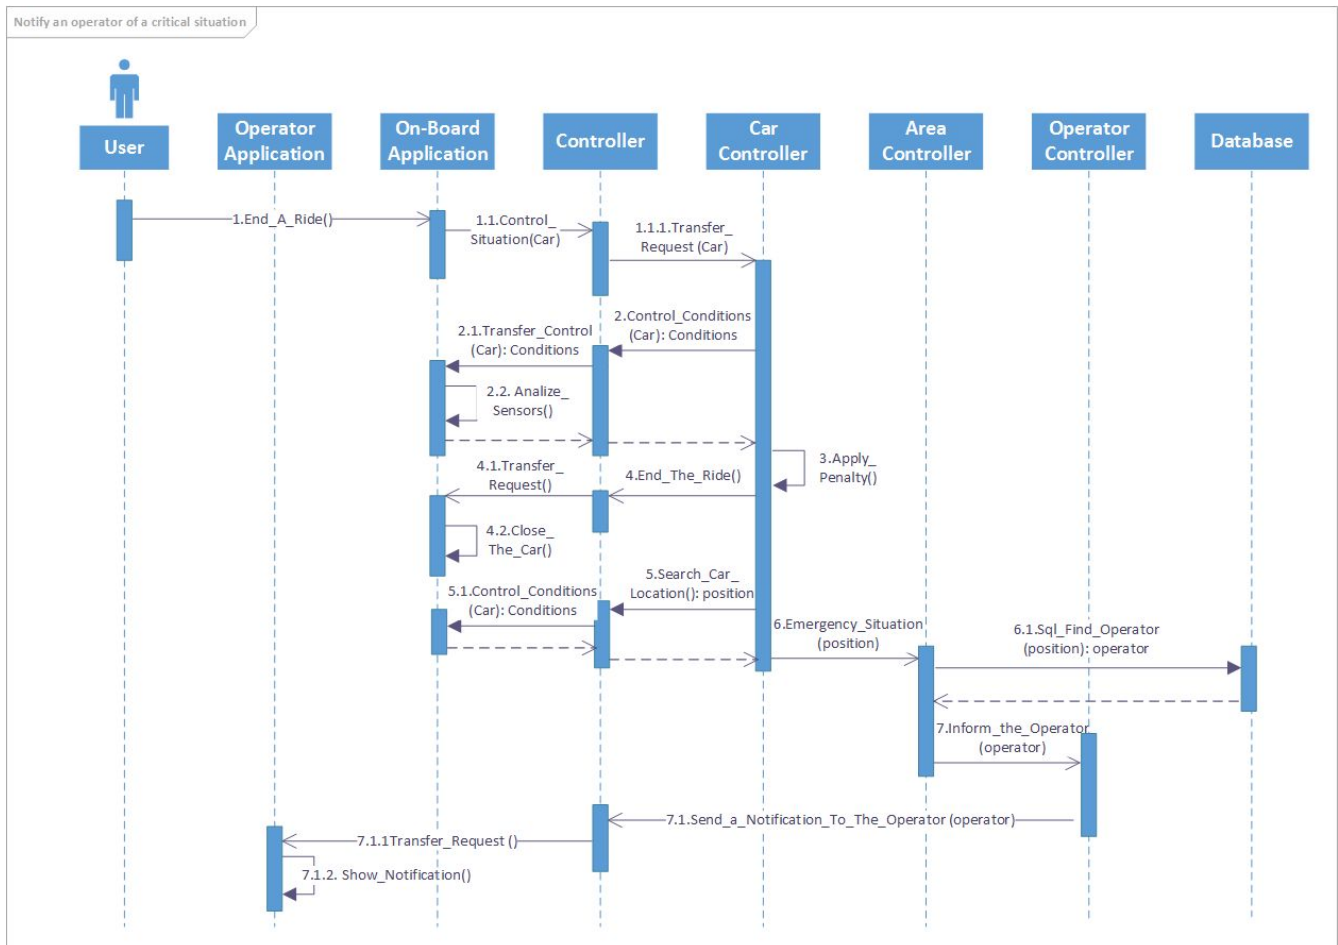 Notify an operator of a critical situation
User
Operator
Application
On-Board
Application
Controller
Car
Controller
Area
Controller
Operator
Controller
Database
1.End_A_Ride()
1.1.Control_
Situation(Car)
1.1.1.Transfer_
Request (Car)
2.Control_Conditions
(Car): Conditions
2.1.Transfer_Control
(Car): Conditions
2.2. Analize_
Sensors()
3.Apply_
Penalty()
4.End_The_Ride()
4.1.Transfer_
Request()
4.2.Close_
The_Car()
5.Search_Car_
Location(): position
5.1.Control_Conditions
(Car): Conditions
6.Emergency_Situation
(position)
6.1.Sql_Find_Operator
(position): operator
7.Inform_the_Operator
(operator)
7.1.Send_a_Notification_To_The_Operator (operator)
7.1.1Transfer_Request ()
7.1.2. Show_Notification()